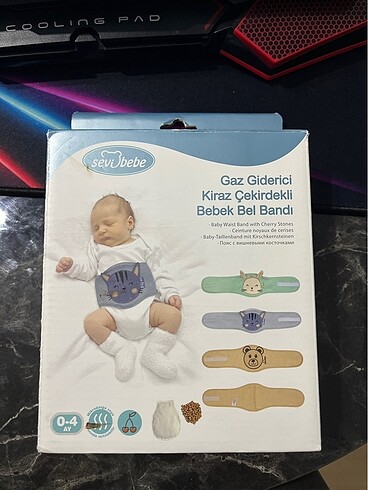 COOLING PAD
sevi bebe
Gaz Giderici
Kiraz Çekirdekli
Bebek Bel Bandı
- Baby Waist Band with Cherry Stones
- Ceinture noyaux de cerises
- Baby-Taillenband mit Kirschkernsteinen
- Пояс с вишневыми косточками
0-4
AY